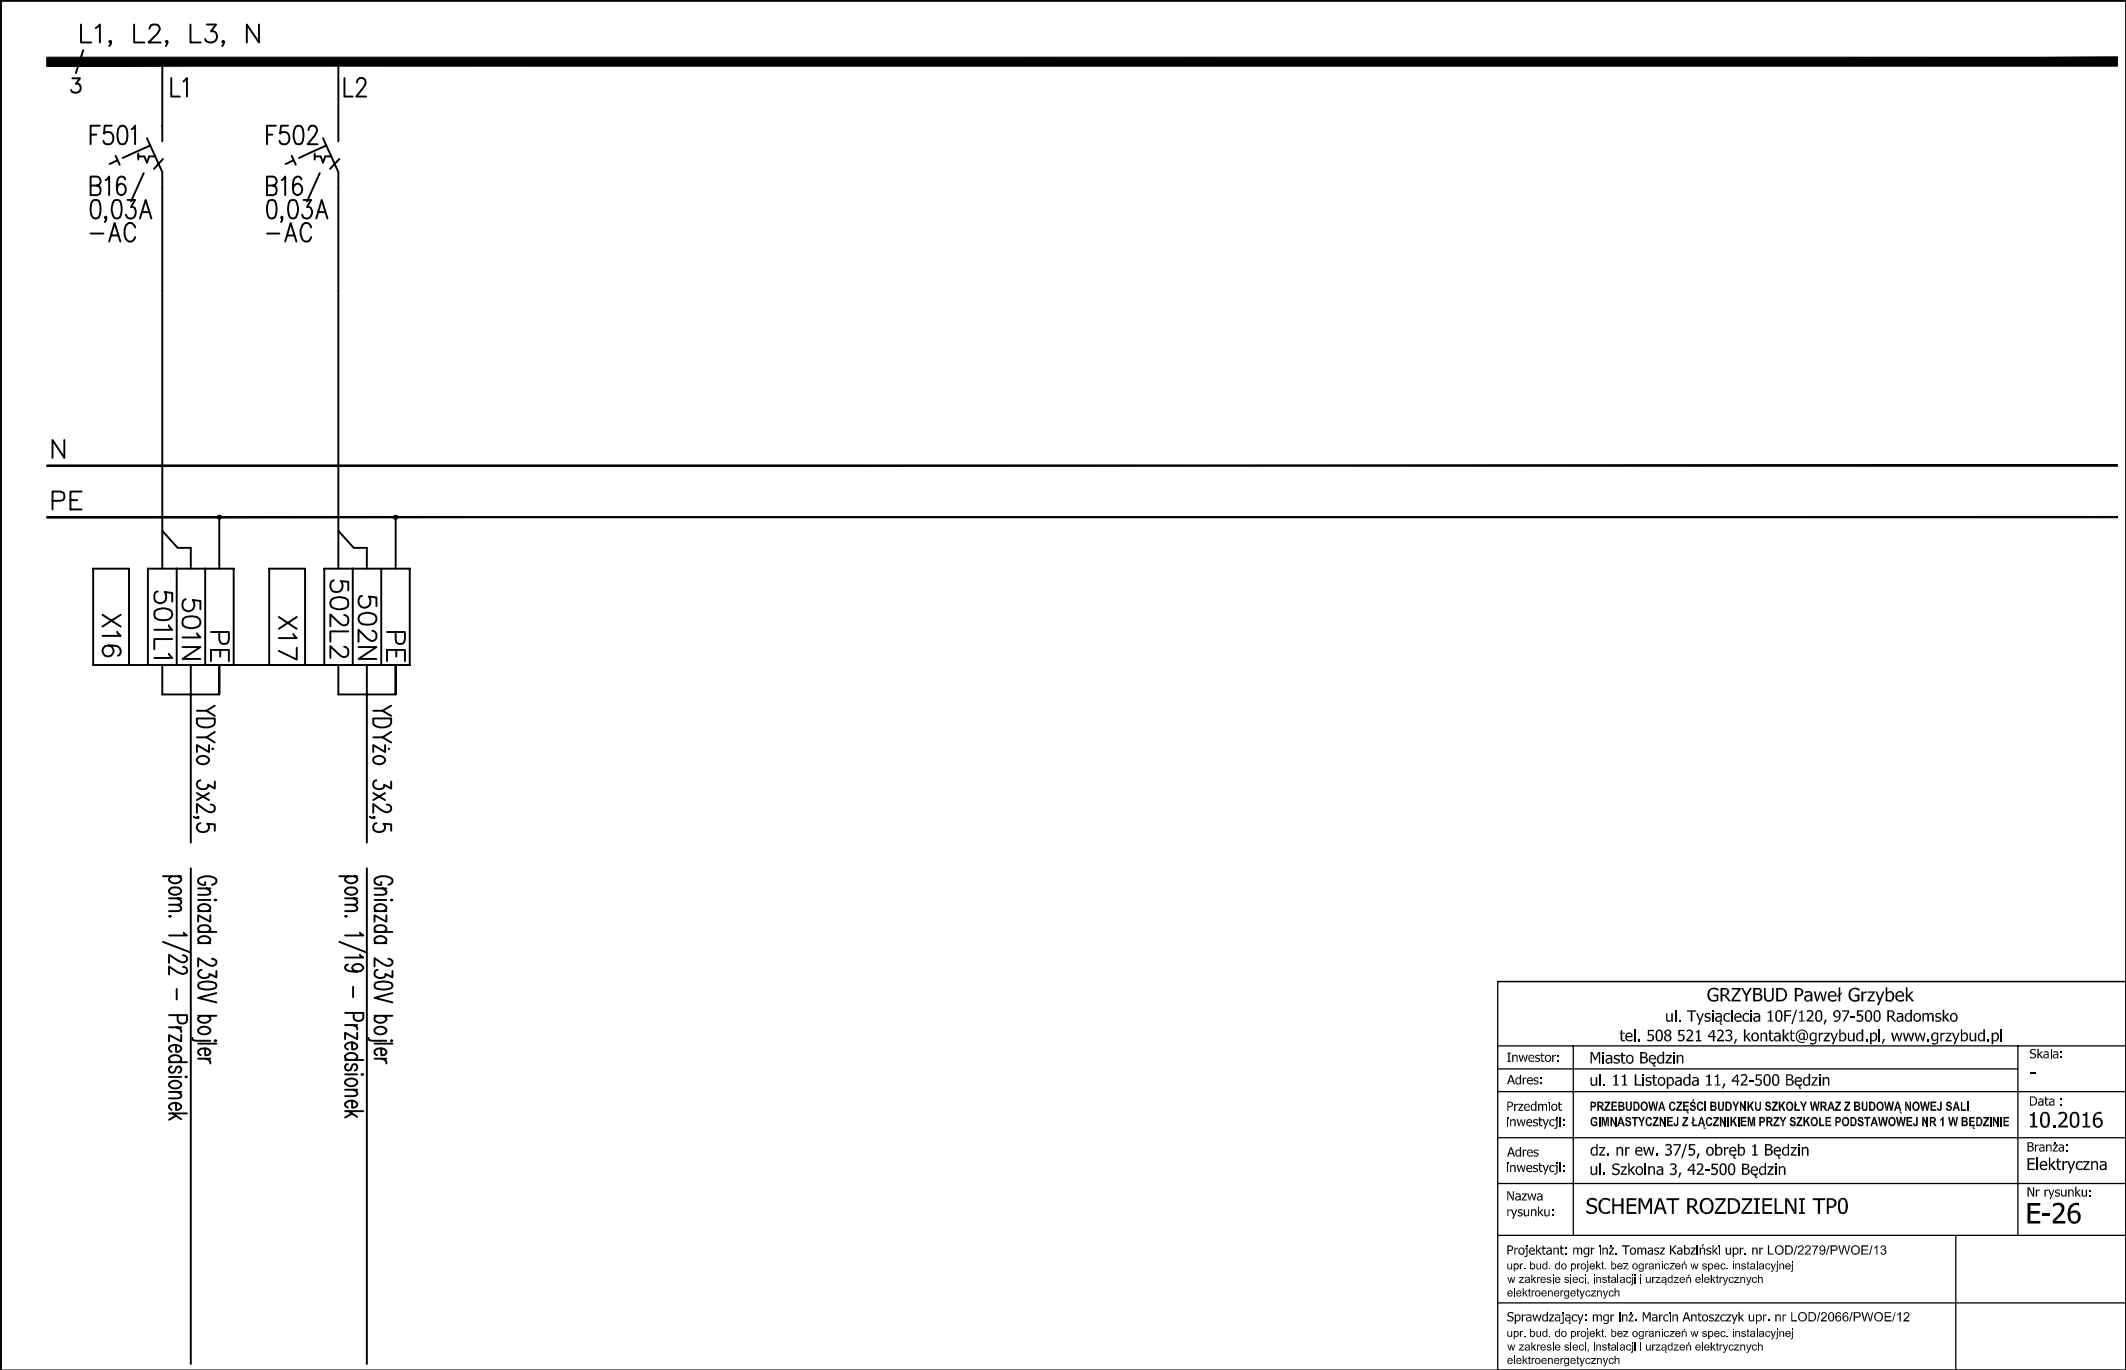 L1, L2, L3, N
3
L1
L2
F501
B16/
0,03A
-AC
F502
B16/
0,03A
-AC
N
PE
X16
501L1
501N
PE
X17
502L2
502N
PE
YDYżo 3x2,5
YDYżo 3x2,5
Gniazda 230V bojler
pom. 1/22 - Przedsionek
Gniazda 230V bojler
pom. 1/19 - Przedsionek
GRZYBUD Paweł Grzybek
ul. Tysiąclecia 10F/120, 97-500 Radomsko
tel. 508 521 423, kontakt@grzybud.pl, www.grzybud.pl
Inwestor:
Miasto Będzin
Skala:
-
Adres:
ul. 11 Listopada 11, 42-500 Będzin
Przedmiot
Inwestycji:
PRZEBUDOWA CZĘŚCI BUDYNKU SZKOŁY WRAZ Z BUDOWĄ NOWEJ SALI
GIMNASTYCZNEJ Z ŁĄCZNIKIEM PRZY SZKOLE PODSTAWOWEJ NR 1 W BĘDZINIE
Data :
10.2016
Adres
Inwestycji:
dz. nr ew. 37/5, obręb 1 Będzin
ul. Szkolna 3, 42-500 Będzin
Branża:
Elektryczna
Nazwa
rysunku:
SCHEMAT ROZDZIELNI TP0
Nr rysunku:
E-26
Projektant: mgr inż. Tomasz Kabziński upr. nr LOD/2279/PWOE/13
upr. bud. do projekt. bez ograniczeń w spec. instalacyjnej
w zakresie sieci, instalacji i urządzeń elektrycznych
elektroenergetycznych
Sprawdzający: mgr inż. Marcin Antoszczyk upr. nr LOD/2066/PWOE/12
upr. bud. do projekt. bez ograniczeń w spec. instalacyjnej
w zakresie sieci, instalacji i urządzeń elektrycznych
elektroenergetycznych